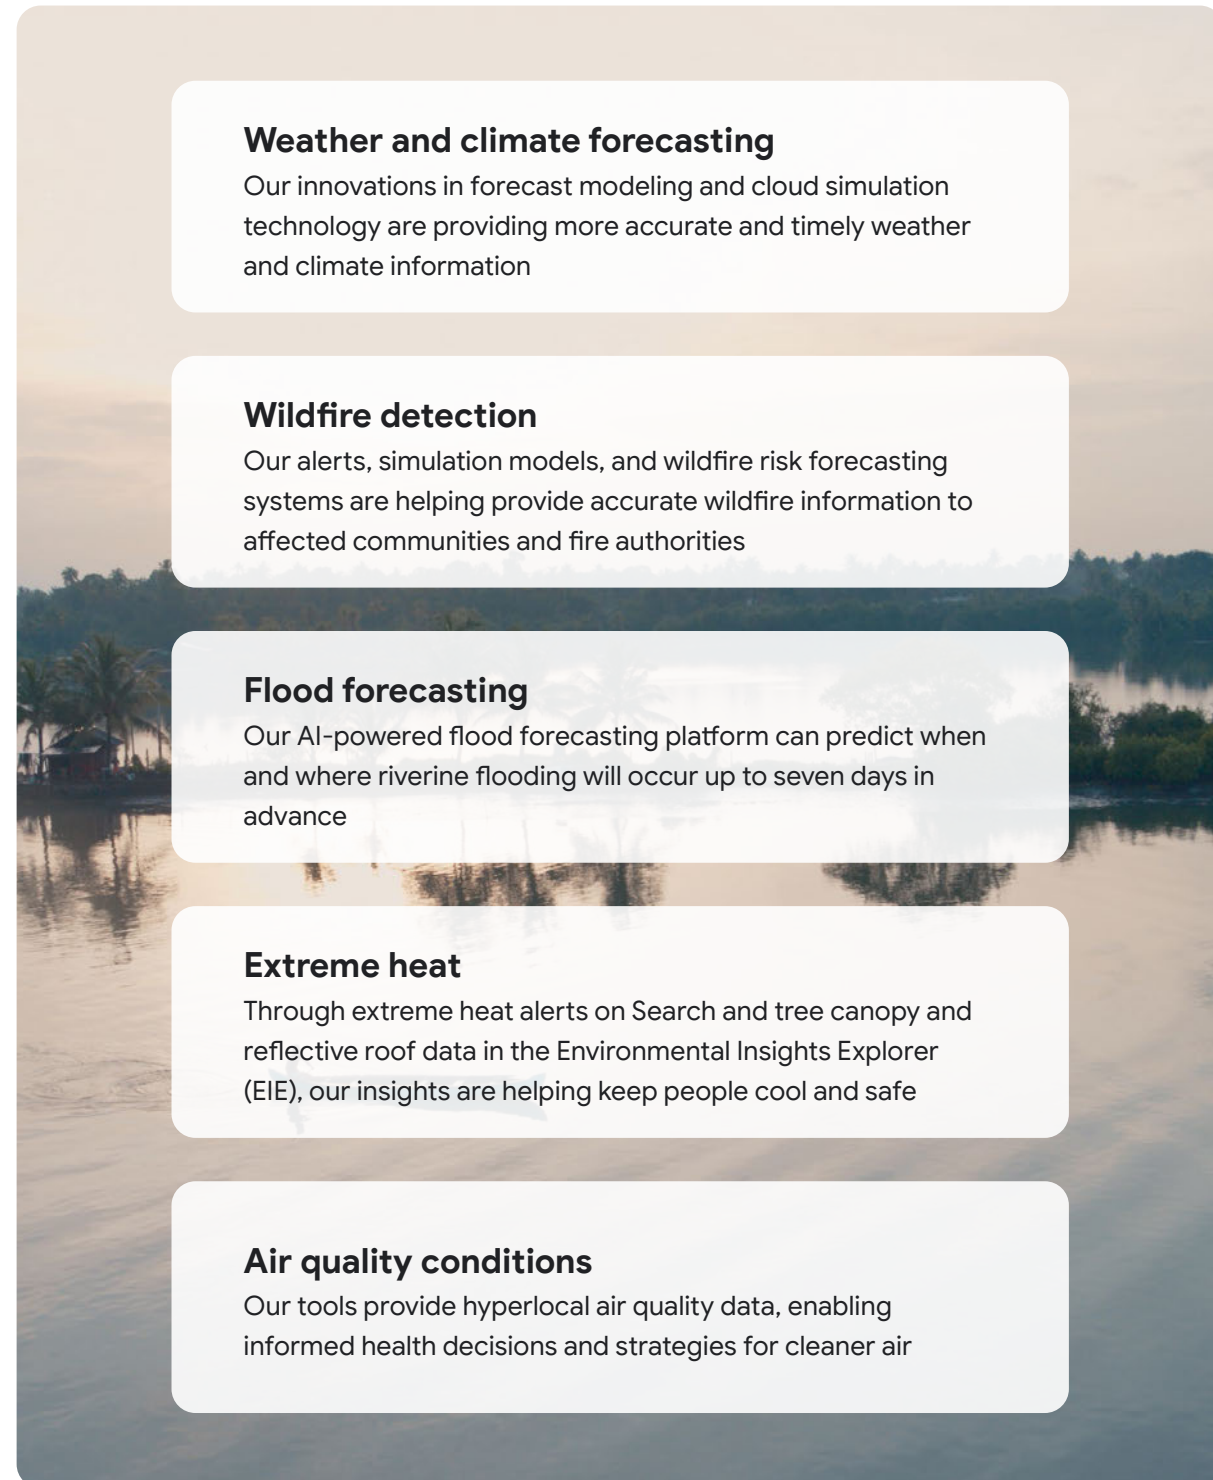 Weather and climate forecasting
Our innovations in forecast modeling and cloud simulation
technology are providing more accurate and timely weather
and climate information
Wildfire detection
Our alerts, simulation models, and wildfire risk forecasting
systems are helping provide accurate wildfire information to
affected communities and fire authorities
Flood forecasting
Our AI-powered flood forecasting platform can predict when
and where riverine flooding will occur up to seven days in
advance
Extreme heat
Through extreme heat alerts on Search and tree canopy and
reflective roof data in the Environmental Insights Explorer
(EIE), our insights are helping keep people cool and safe
Air quality conditions
Our tools provide hyperlocal air quality data, enabling
informed health decisions and strategies for cleaner air